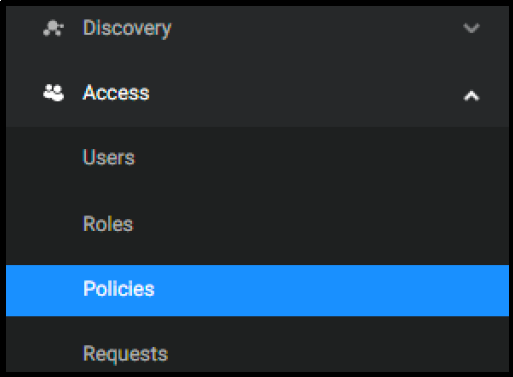 Discovery
Access
Users
Roles
Policies
Requests